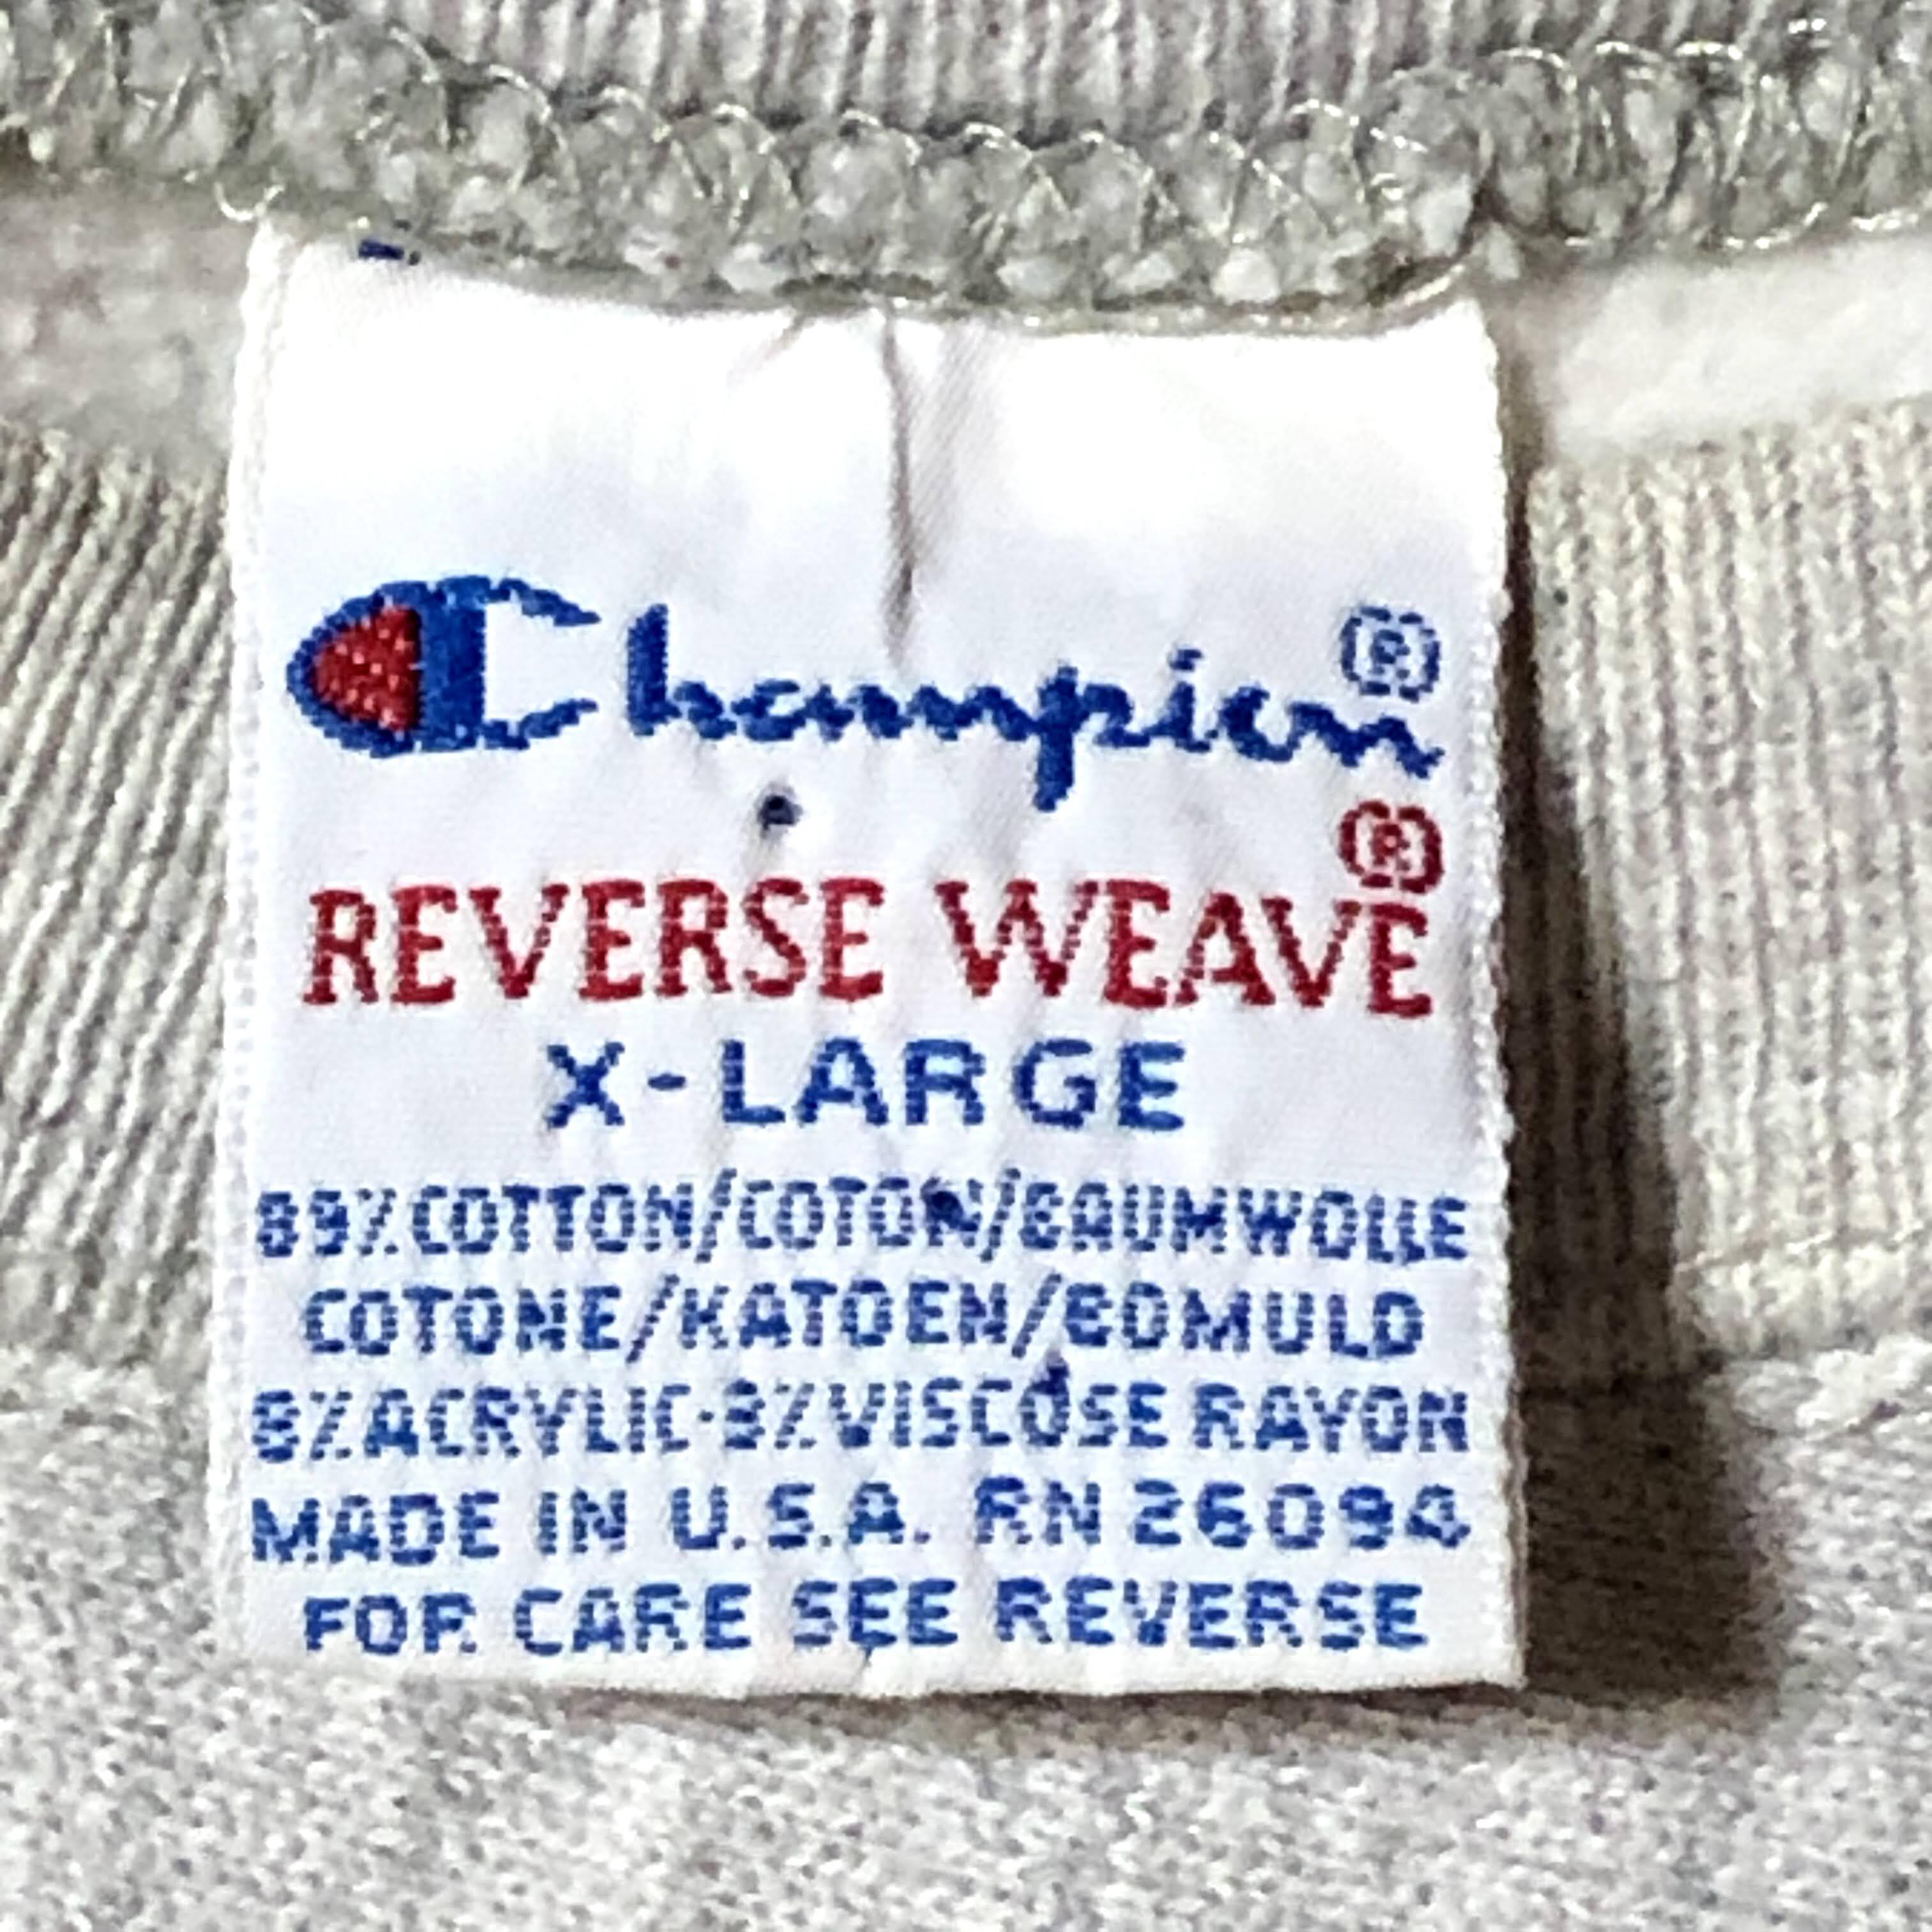 Champion®
REVERSE WEAVE®
X-LARGE
89% COTTON/COTON/BAUMWOLLE
COTONE/KATOEN/BOMULD
8% ACRYLIC-3% VISCOSE RAYON
MADE IN U.S.A. RN 26094
FOR CARE SEE REVERSE